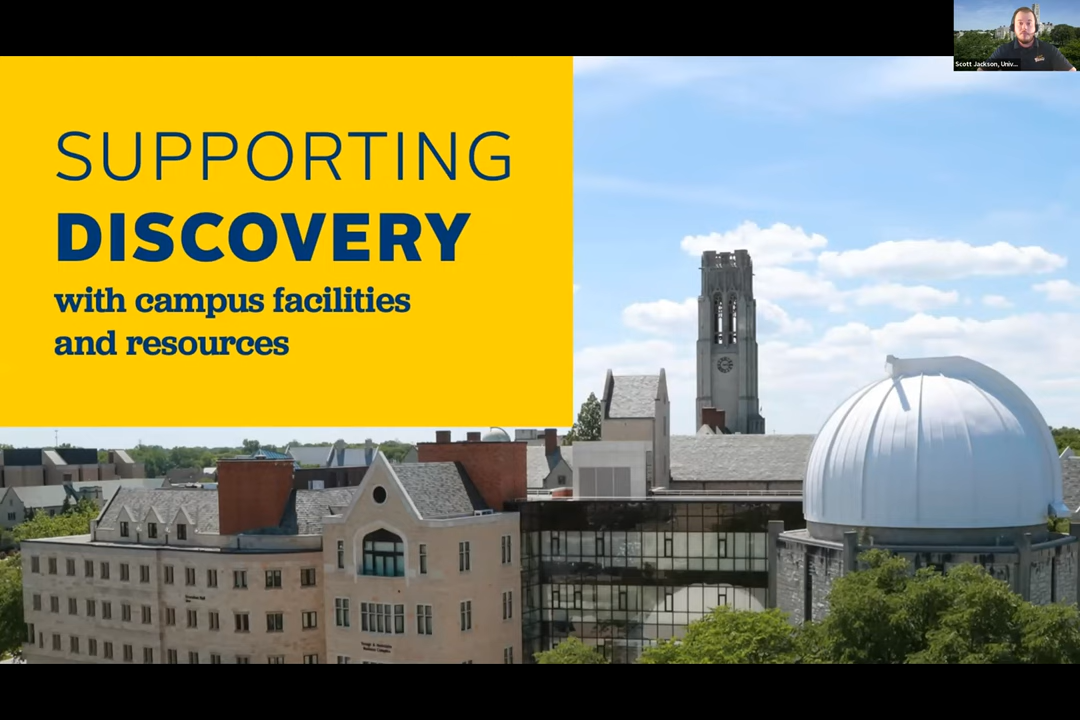 Scott Jackson, Univ...
SUPPORTING
DISCOVERY
with campus facilities
and resources